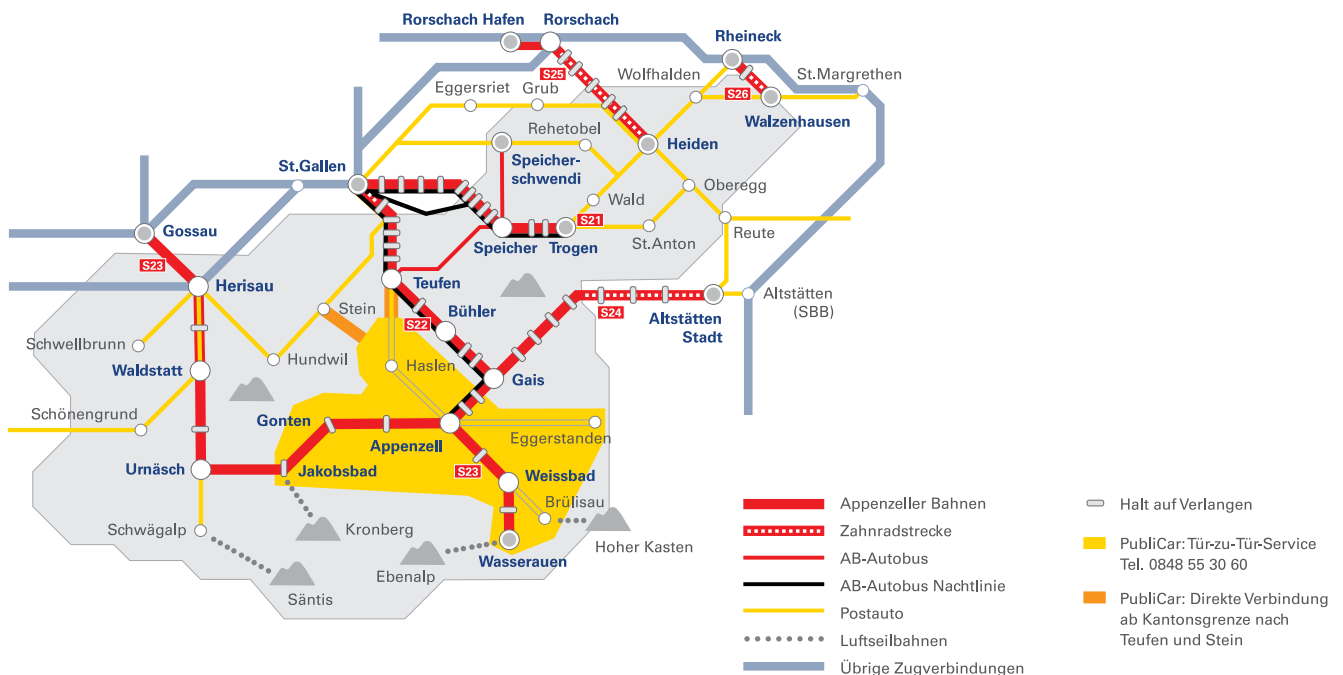 Rorschach Hafen
Rorschach
Rheineck
S25
Wolfhalden
St.Margrethen
Eggersriet
Grub
S26
Walzenhausen
Rehetobel
Heiden
St.Gallen
Speicher-
schwendi
Oberegg
Wald
S21
Gossau
Speicher
Trogen
St.Anton
Reute
S23
Herisau
Teufen
Stein
Bühler
S22
S24
Altstätten
Stadt
Altstätten
(SBB)
Schwellbrunn
Waldstatt
Hundwil
Haslen
Gais
Schönengrund
Gonten
Appenzell
Eggerstanden
Urnäsch
Jakobsbad
S23
Weissbad
Brülisau
Schwägalp
Kronberg
Hoher Kasten
Ebenalp
Wasserauen
Säntis
Appenzeller Bahnen
Zahnradstrecke
AB-Autobus
AB-Autobus Nachtlinie
Postauto
Luftseilbahnen
Übrige Zugverbindungen
Halt auf Verlangen
PubliCar: Tür-zu-Tür-Service
Tel. 0848 55 30 60
PubliCar: Direkte Verbindung
ab Kantonsgrenze nach
Teufen und Stein